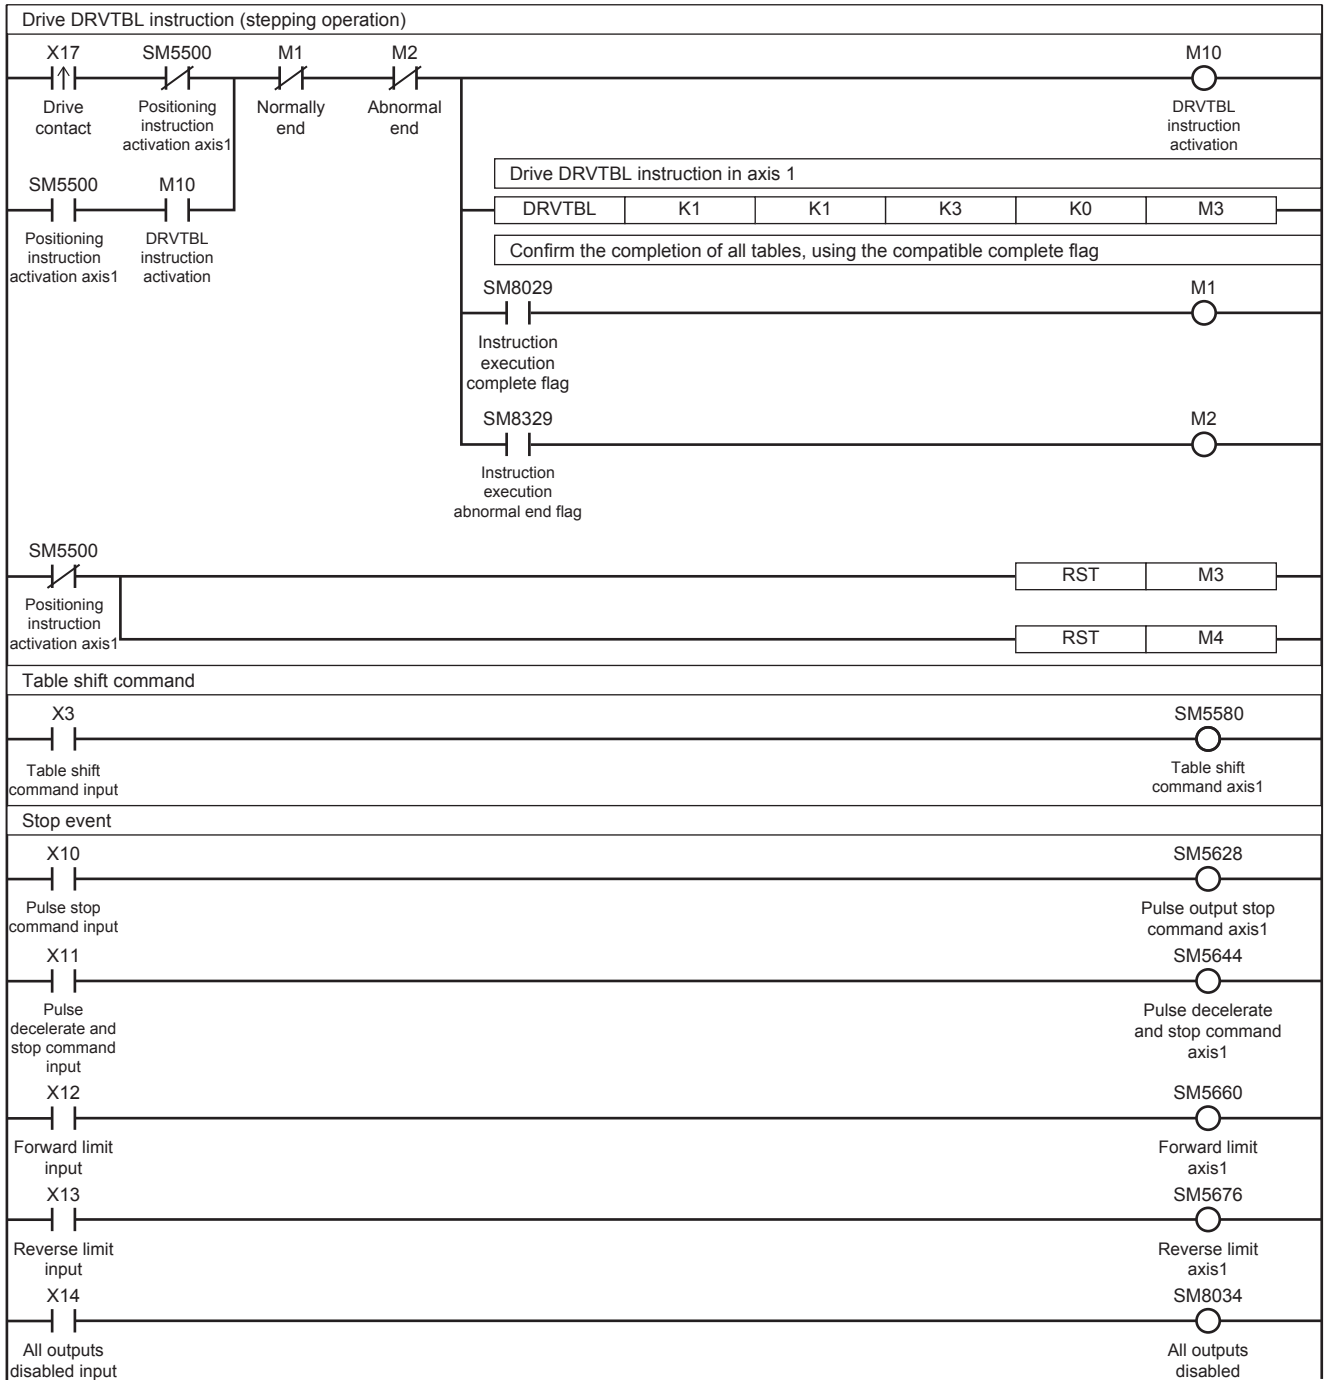 Drive DRVTBL instruction (stepping operation)
X17 SM5500 M1 M2 M10
Drive Positioning Normally Abnormal DRVTBL
contact instruction end end instruction
activation axis1 activation
Drive DRVTBL instruction in axis 1
SM5500 M10
DRVTBL K1 K1 K3 K0 M3
Positioning DRVTBL
instruction instruction
activation axis1 activation
Confirm the completion of all tables, using the compatible complete flag
SM8029 M1
Instruction
execution
complete flag
SM8329 M2
Instruction
execution
abnormal end flag
SM5500
RST M3
Positioning
instruction
activation axis1
RST M4
Table shift command
X3 SM5580
Table shift Table shift
command input command axis1
Stop event
X10 SM5628
Pulse stop Pulse output stop
command input command axis1
X11 SM5644
Pulse Pulse decelerate
decelerate and and stop command
stop command axis1
input
X12 SM5660
Forward limit Forward limit
input axis1
X13 SM5676
Reverse limit Reverse limit
input axis1
X14 SM8034
All outputs All outputs
disabled input disabled